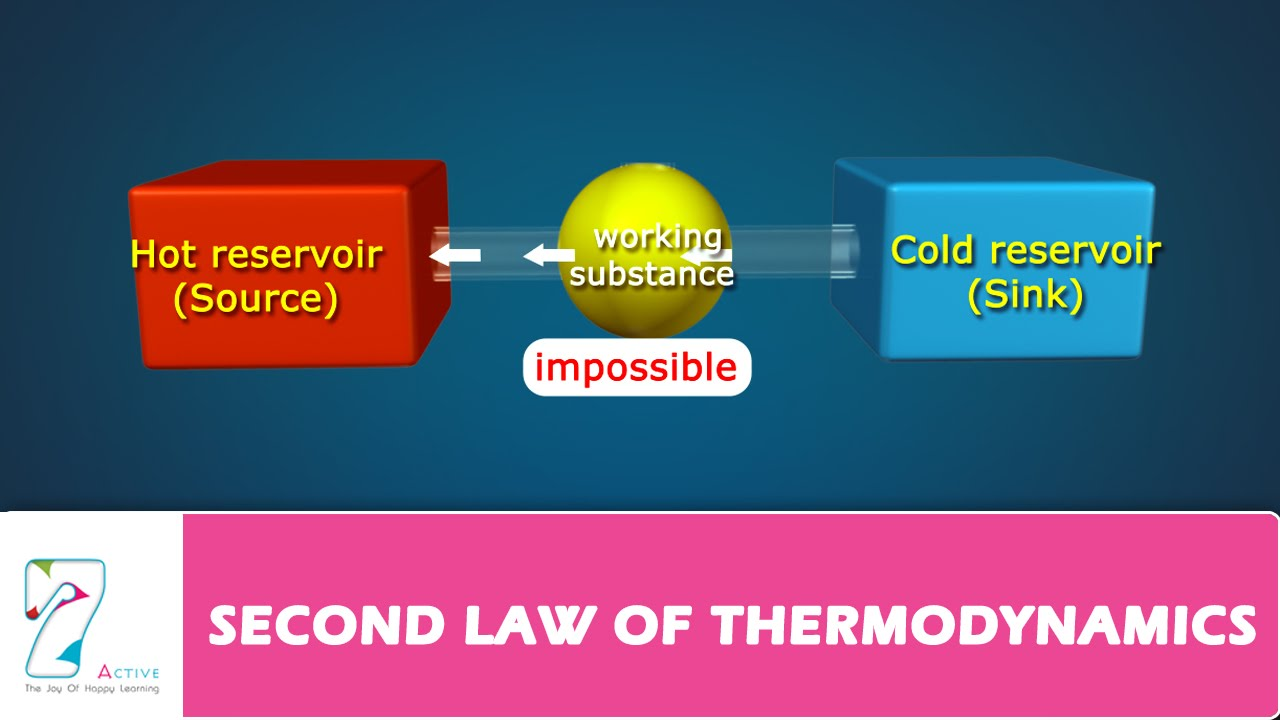 Hot reservoir
(Source)
working
substance
Cold reservoir
(Sink)
impossible
7
ACTIVE
The Joy Of Happy Learning
SECOND LAW OF THERMODYNAMICS